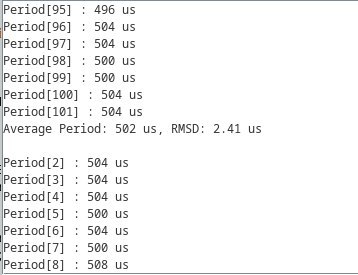 Period[95] : 496 us
Period[96] : 504 us
Period[97] : 504 us
Period[98] : 500 us
Period[99] : 500 us
Period[100] : 504 us
Period[101] : 504 us
Average Period: 502 us, RMSD: 2.41 us
Period[2] : 504 us
Period[3] : 504 us
Period[4] : 504 us
Period[5] : 500 us
Period[6] : 504 us
Period[7] : 500 us
Period[8] : 508 us